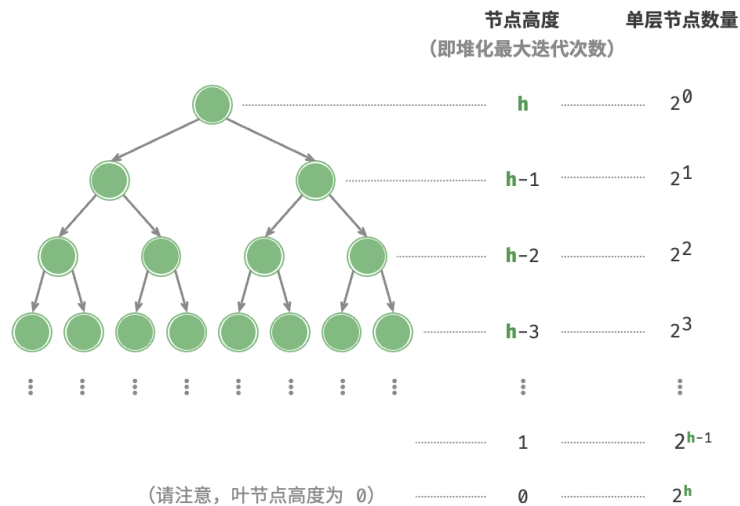 节点高度 单层节点数量
（即堆化最大迭代次数）
h 2^0
h-1 2^1
h-2 2^2
h-3 2^3
1 2^h-1
（请注意，叶节点高度为 0） 0 2^h